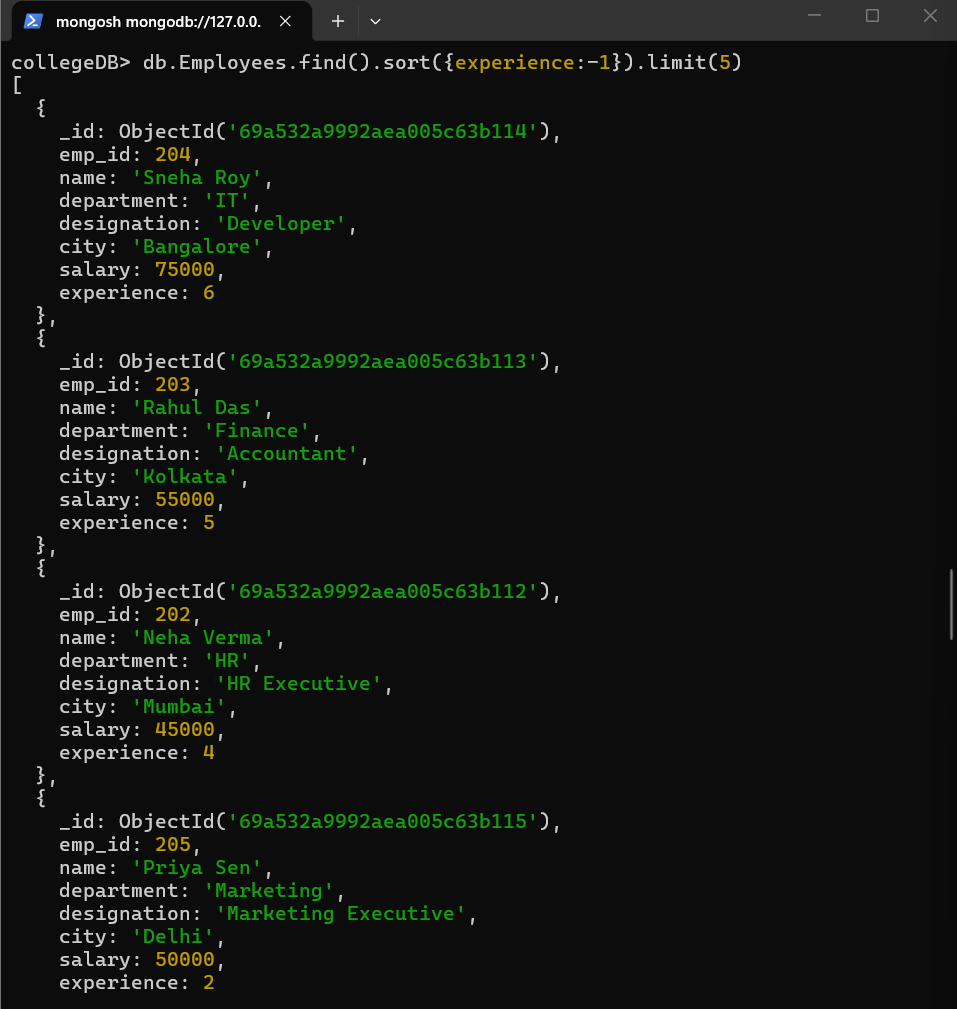 mongosh mongodb://127.0.0.
collegeDB> db.Employees.find().sort({experience:-1}).limit(5)
[
  {
    _id: ObjectId('69a532a9992aea005c63b114'),
    emp_id: 204,
    name: 'Sneha Roy',
    department: 'IT',
    designation: 'Developer',
    city: 'Bangalore',
    salary: 75000,
    experience: 6
  },
  {
    _id: ObjectId('69a532a9992aea005c63b113'),
    emp_id: 203,
    name: 'Rahul Das',
    department: 'Finance',
    designation: 'Accountant',
    city: 'Kolkata',
    salary: 55000,
    experience: 5
  },
  {
    _id: ObjectId('69a532a9992aea005c63b112'),
    emp_id: 202,
    name: 'Neha Verma',
    department: 'HR',
    designation: 'HR Executive',
    city: 'Mumbai',
    salary: 45000,
    experience: 4
  },
  {
    _id: ObjectId('69a532a9992aea005c63b115'),
    emp_id: 205,
    name: 'Priya Sen',
    department: 'Marketing',
    designation: 'Marketing Executive',
    city: 'Delhi',
    salary: 50000,
    experience: 2